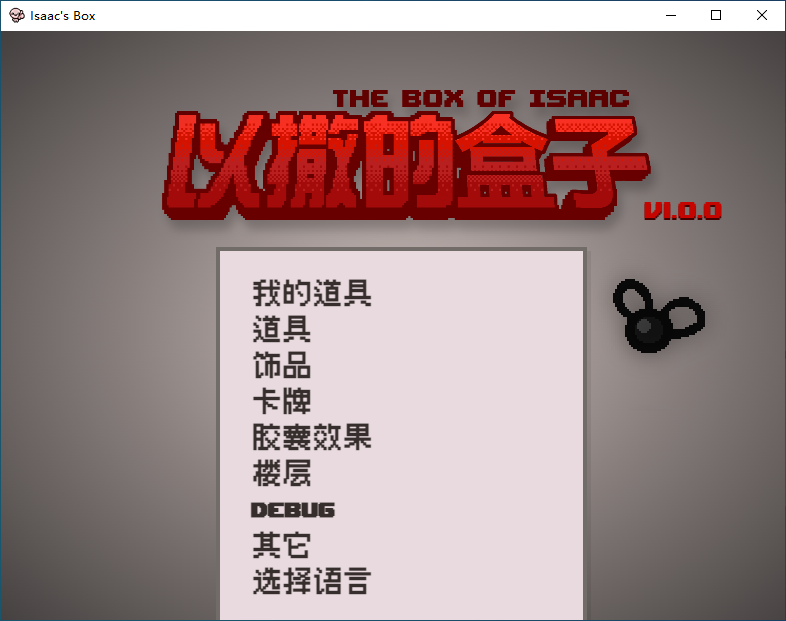 Isaac's Box
THE BOX OF ISAAC
以撒的盒子
V1.0.0
我的道具
道具
饰品
卡牌
胶囊效果
楼层
DEBUG
其它
选择语言